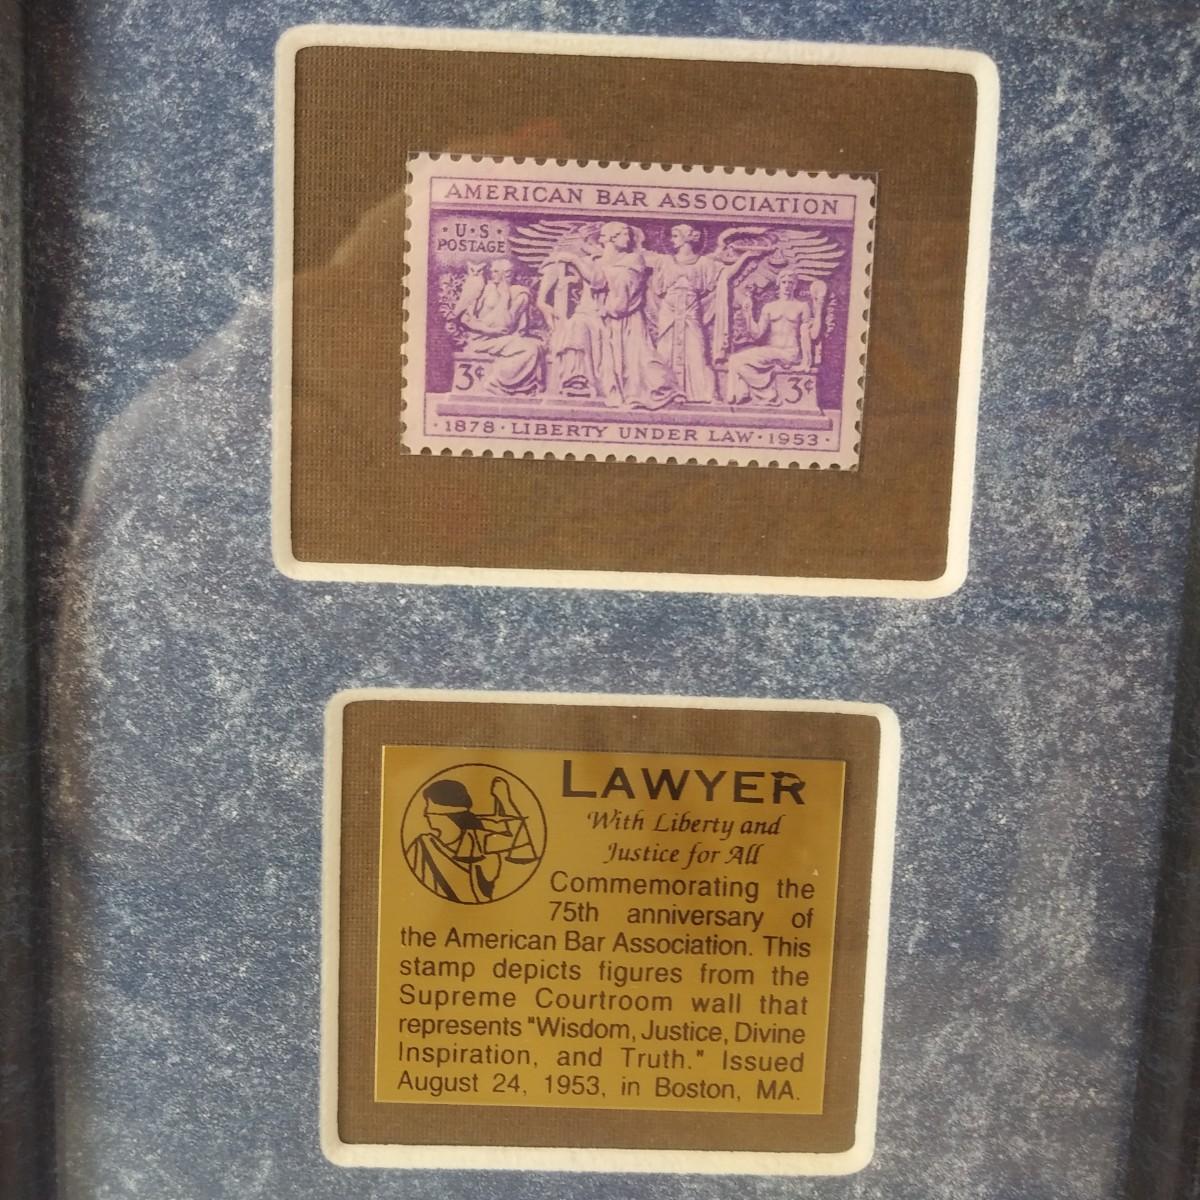 AMERICAN BAR ASSOCIATION
· U · S ·
POSTAGE
3¢ 3¢
· 1878 · LIBERTY UNDER LAW · 1953 ·
LAWYER
With Liberty and
Justice for All
Commemorating the
75th anniversary of
the American Bar Association. This
stamp depicts figures from the
Supreme Courtroom wall that
represents "Wisdom, Justice, Divine
Inspiration, and Truth." Issued
August 24, 1953, in Boston, MA.